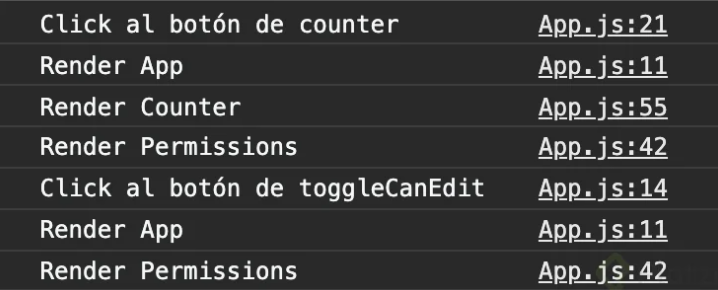 Click al botón de counter App.js:21
Render App App.js:11
Render Counter App.js:55
Render Permissions App.js:42
Click al botón de toggleCanEdit App.js:14
Render App App.js:11
Render Permissions App.js:42